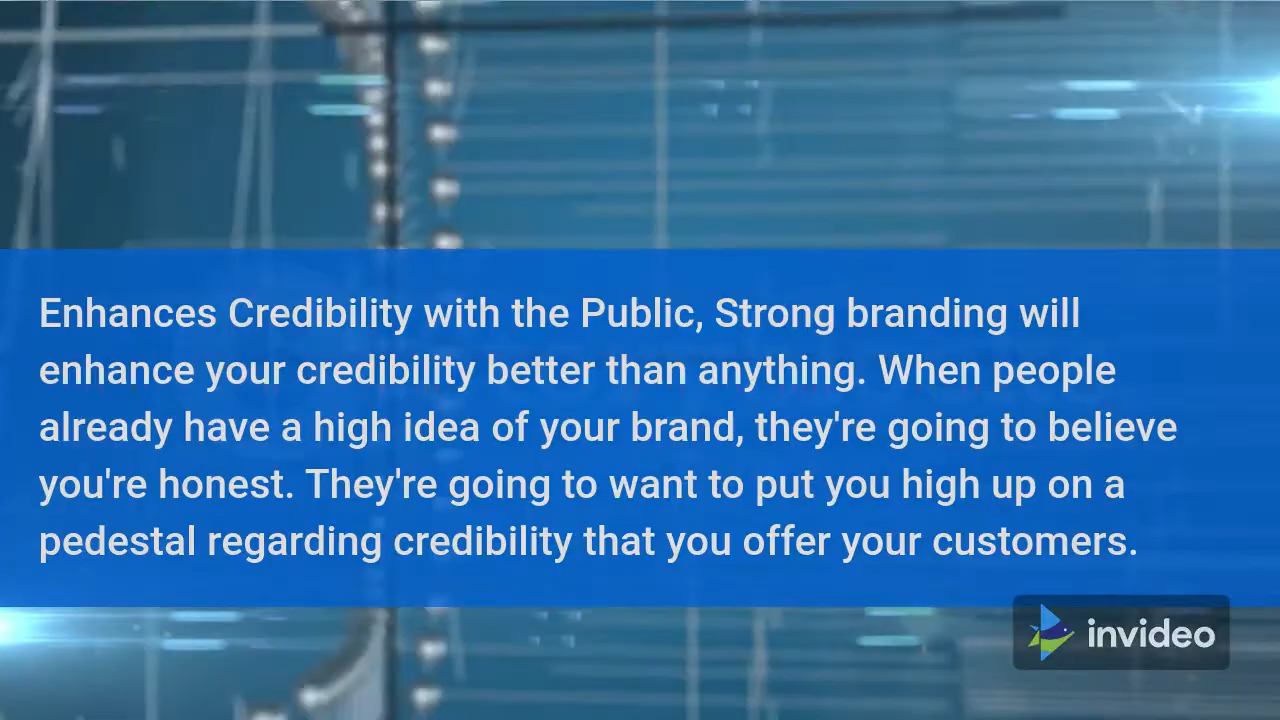 Enhances Credibility with the Public, Strong branding will
enhance your credibility better than anything. When people
already have a high idea of your brand, they're going to believe
you're honest. They're going to want to put you high up on a
pedestal regarding credibility that you offer your customers.
invideo